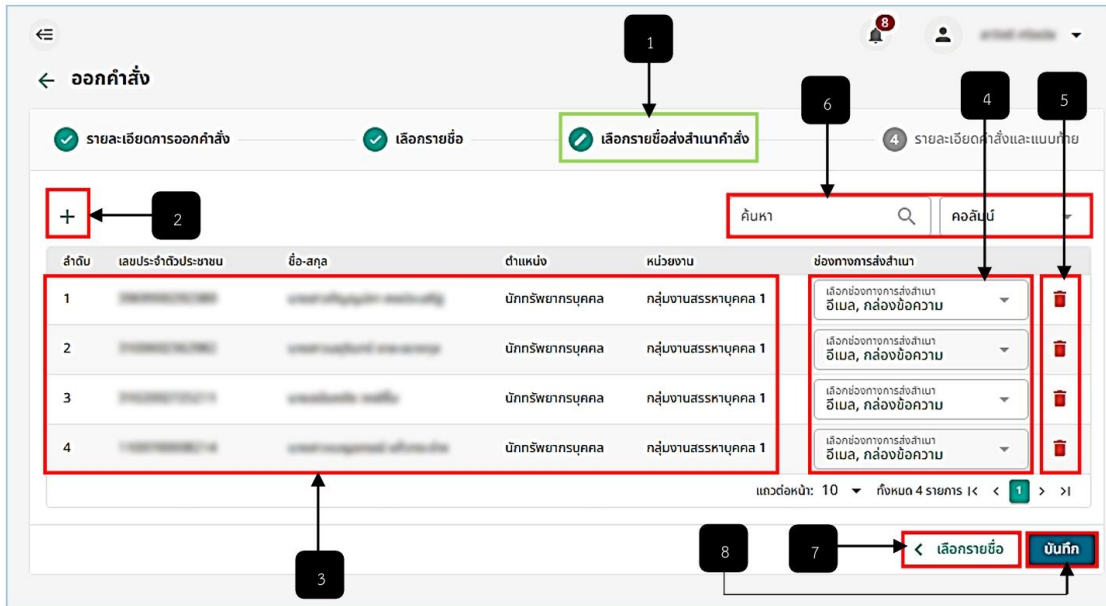 8
1
ออกคำสั่ง
6
4
5
รายละเอียดการออกคำสั่ง
เลือกรายชื่อ
เลือกรายชื่อส่งสำเนาคำสั่ง
4 รายละเอียดคำสั่งและแนบท้าย
+
2
ค้นหา
คอลัมน์
ลำดับ เลขประจำตัวประชาชน ชื่อ-สกุล ตำแหน่ง หน่วยงาน ช่องทางการส่งสำเนา
เลือกช่องทางการส่งสำเนา
1 นักทรัพยากรบุคคล กลุ่มงานสรรหาบุคคล 1 อีเมล, กล่องข้อความ
เลือกช่องทางการส่งสำเนา
2 นักทรัพยากรบุคคล กลุ่มงานสรรหาบุคคล 1 อีเมล, กล่องข้อความ
เลือกช่องทางการส่งสำเนา
3 นักทรัพยากรบุคคล กลุ่มงานสรรหาบุคคล 1 อีเมล, กล่องข้อความ
เลือกช่องทางการส่งสำเนา
4 นักทรัพยากรบุคคล กลุ่มงานสรรหาบุคคล 1 อีเมล, กล่องข้อความ
แถวต่อหน้า: 10 ทั้งหมด 4 รายการ |< < 1 > >|
8
7
< เลือกรายชื่อ
บันทึก
3